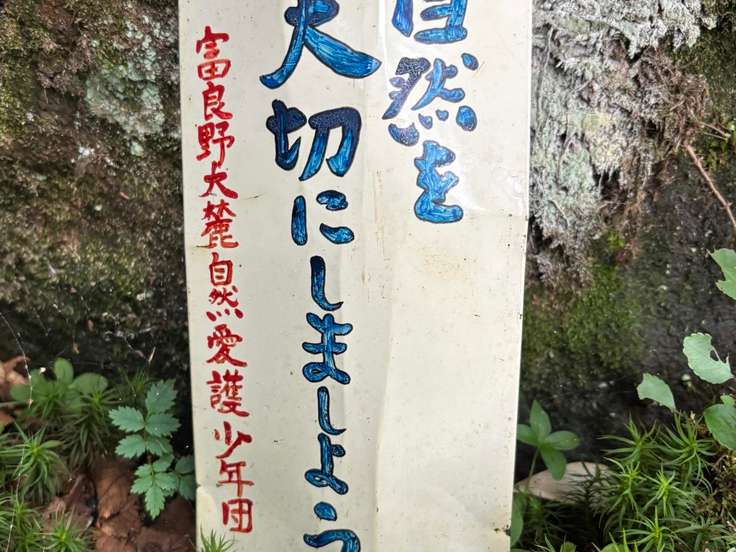 自然を
大切にしましょう
富良野大麓自然愛護少年団